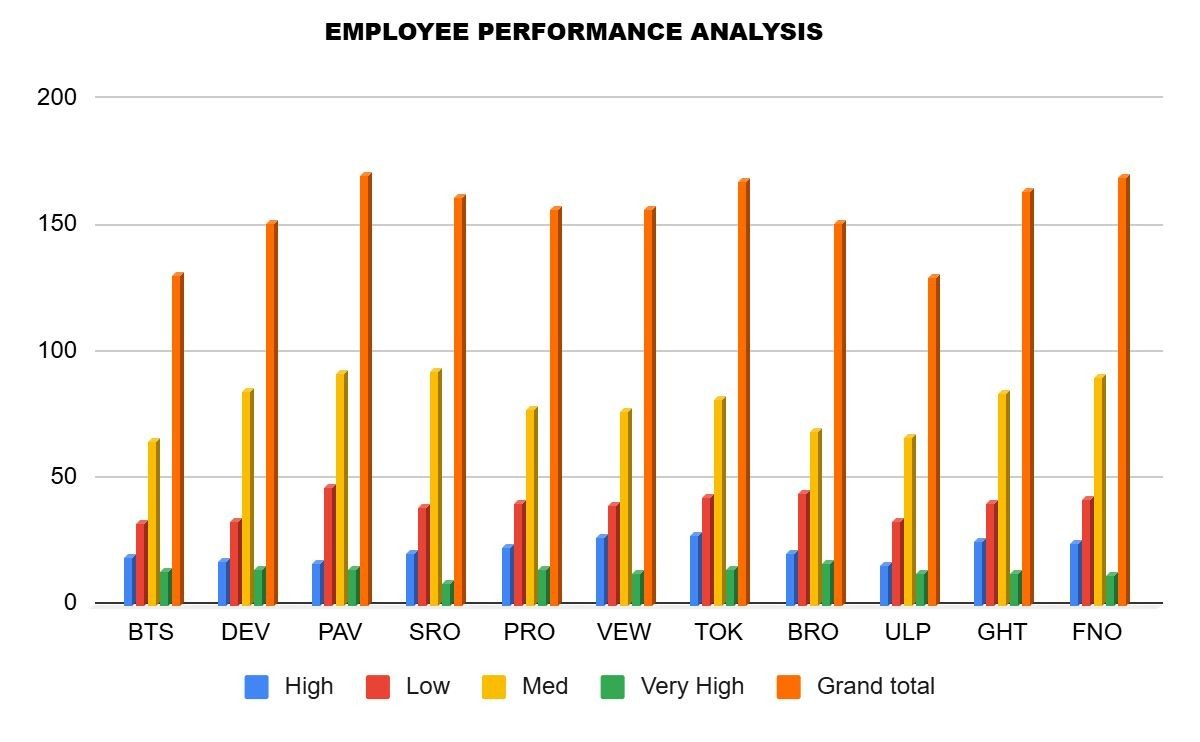 EMPLOYEE PERFORMANCE ANALYSIS
200
150
100
50
0
BTS DEV PAV SRO PRO VEW TOK BRO ULP GHT FNO
High Low Med Very High Grand total